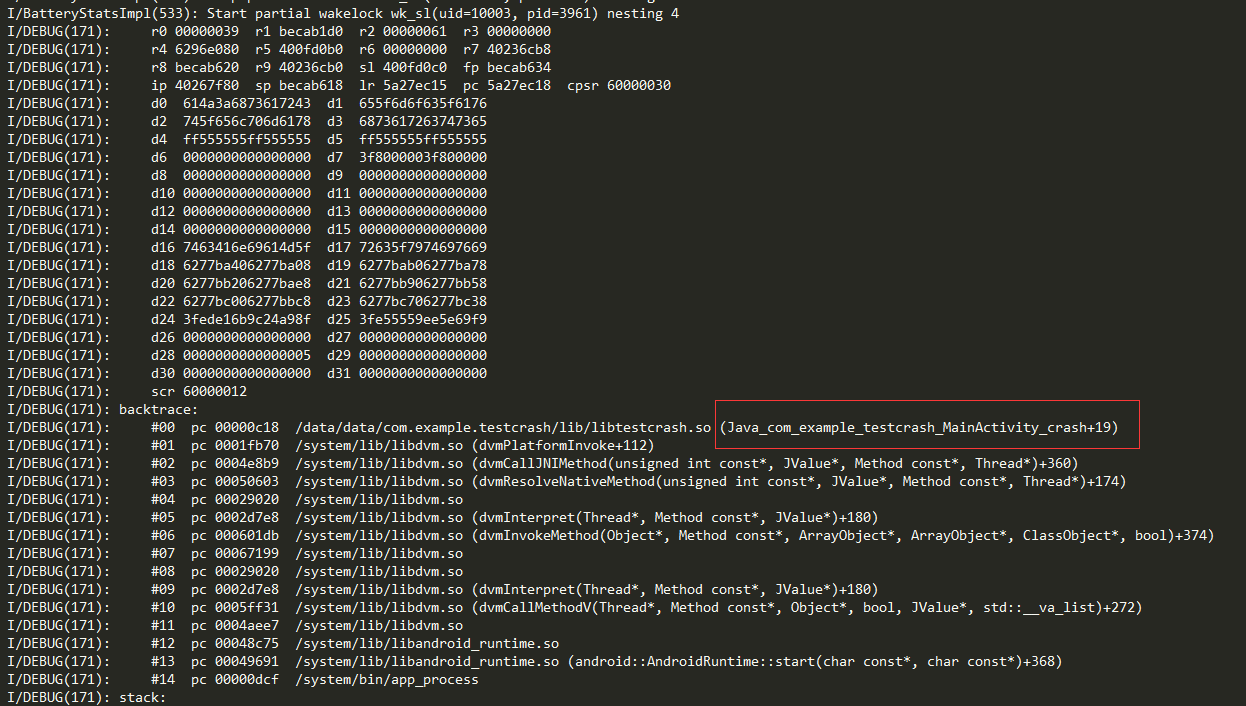 I/BatteryStatsImpl(533): Start partial wakelock wk_sl(uid=10003, pid=3961) nesting 4
I/DEBUG(171):     r0 00000039  r1 becab1d0  r2 00000061  r3 00000000
I/DEBUG(171):     r4 6296e080  r5 400fd0b0  r6 00000000  r7 40236cb8
I/DEBUG(171):     r8 becab620  r9 40236cb0  sl 400fd0c0  fp becab634
I/DEBUG(171):     ip 40267f80  sp becab618  lr 5a27ec15  pc 5a27ec18  cpsr 60000030
I/DEBUG(171):     d0  614a3a6873617243  d1  655f6d6f635f6176
I/DEBUG(171):     d2  745f656c706d6178  d3  6873617263747365
I/DEBUG(171):     d4  ff555555ff555555  d5  ff555555ff555555
I/DEBUG(171):     d6  0000000000000000  d7  3f8000003f800000
I/DEBUG(171):     d8  0000000000000000  d9  0000000000000000
I/DEBUG(171):     d10 0000000000000000  d11 0000000000000000
I/DEBUG(171):     d12 0000000000000000  d13 0000000000000000
I/DEBUG(171):     d14 0000000000000000  d15 0000000000000000
I/DEBUG(171):     d16 7463416e69614d5f  d17 72635f7974697669
I/DEBUG(171):     d18 6277ba406277ba08  d19 6277bab06277ba78
I/DEBUG(171):     d20 6277bb206277bae8  d21 6277bb906277bb58
I/DEBUG(171):     d22 6277bc006277bbc8  d23 6277bc706277bc38
I/DEBUG(171):     d24 3fede16b9c24a98f  d25 3fe55559ee5e69f9
I/DEBUG(171):     d26 0000000000000000  d27 0000000000000000
I/DEBUG(171):     d28 0000000000000005  d29 0000000000000000
I/DEBUG(171):     d30 0000000000000000  d31 0000000000000000
I/DEBUG(171):     scr 60000012
I/DEBUG(171): backtrace:
I/DEBUG(171):     #00  pc 00000c18  /data/data/com.example.testcrash/lib/libtestcrash.so (Java_com_example_testcrash_MainActivity_crash+19)
I/DEBUG(171):     #01  pc 0001fb70  /system/lib/libdvm.so (dvmPlatformInvoke+112)
I/DEBUG(171):     #02  pc 0004e8b9  /system/lib/libdvm.so (dvmCallJNIMethod(unsigned int const*, JValue*, Method const*, Thread*)+360)
I/DEBUG(171):     #03  pc 00050603  /system/lib/libdvm.so (dvmResolveNativeMethod(unsigned int const*, JValue*, Method const*, Thread*)+174)
I/DEBUG(171):     #04  pc 00029020  /system/lib/libdvm.so
I/DEBUG(171):     #05  pc 0002d7e8  /system/lib/libdvm.so (dvmInterpret(Thread*, Method const*, JValue*)+180)
I/DEBUG(171):     #06  pc 000601db  /system/lib/libdvm.so (dvmInvokeMethod(Object*, Method const*, ArrayObject*, ArrayObject*, ClassObject*, bool)+374)
I/DEBUG(171):     #07  pc 00067199  /system/lib/libdvm.so
I/DEBUG(171):     #08  pc 00029020  /system/lib/libdvm.so
I/DEBUG(171):     #09  pc 0002d7e8  /system/lib/libdvm.so (dvmInterpret(Thread*, Method const*, JValue*)+180)
I/DEBUG(171):     #10  pc 0005ff31  /system/lib/libdvm.so (dvmCallMethodV(Thread*, Method const*, Object*, bool, JValue*, std::__va_list)+272)
I/DEBUG(171):     #11  pc 0004aee7  /system/lib/libdvm.so
I/DEBUG(171):     #12  pc 00048c75  /system/lib/libandroid_runtime.so
I/DEBUG(171):     #13  pc 00049691  /system/lib/libandroid_runtime.so (android::AndroidRuntime::start(char const*, char const*)+368)
I/DEBUG(171):     #14  pc 00000dcf  /system/bin/app_process
I/DEBUG(171): stack: